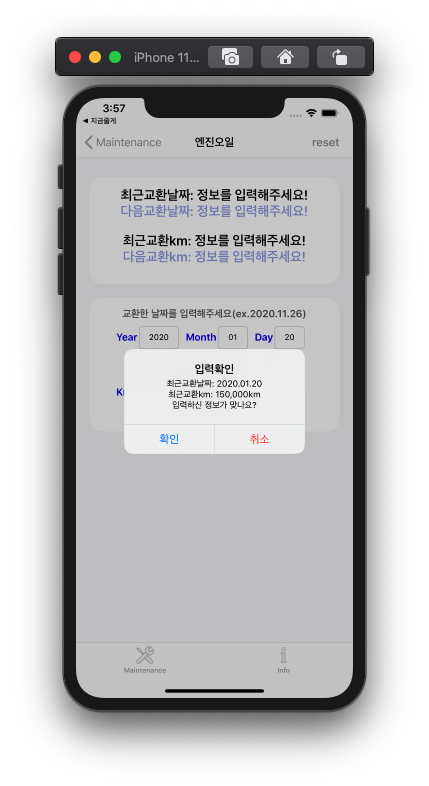 iPhone 11...
3:57
◀ 지금올게
Maintenance 엔진오일 reset
최근교환날짜: 정보를 입력해주세요!
다음교환날짜: 정보를 입력해주세요!
최근교환km: 정보를 입력해주세요!
다음교환km: 정보를 입력해주세요!
교환한 날짜를 입력해주세요(ex.2020.11.26)
Year 2020 Month 01 Day 20
입력확인
최근교환날짜: 2020.01.20
최근교환km: 150,000km
입력하신 정보가 맞나요?
확인 취소
Maintenance Info